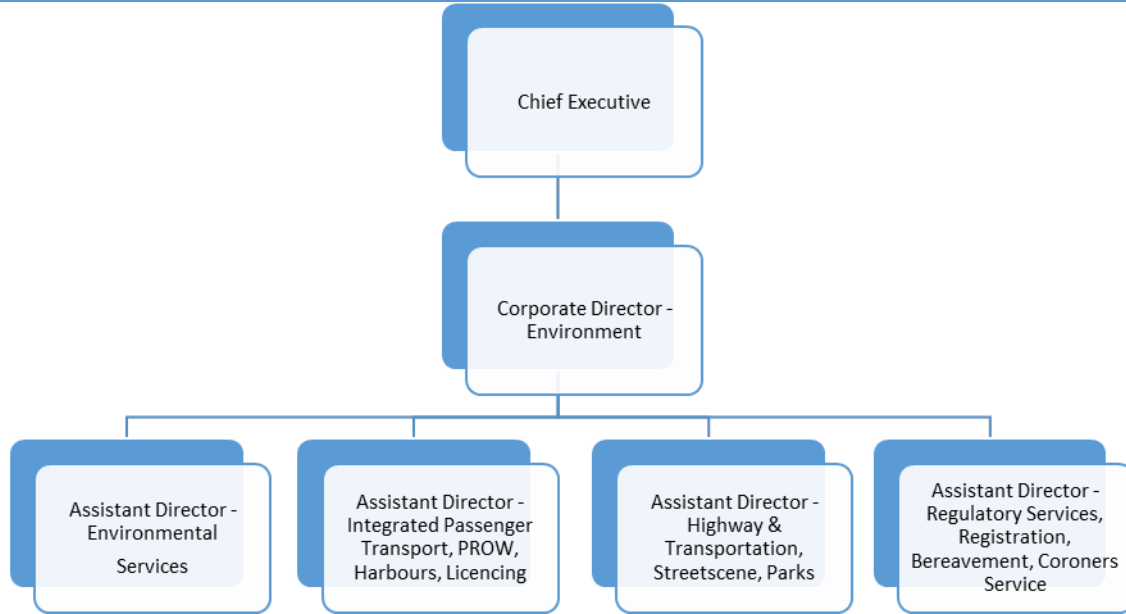 Chief Executive
Corporate Director -
Environment
Assistant Director -
Environmental
Services
Assistant Director -
Integrated Passenger
Transport, PROW,
Harbours, Licencing
Assistant Director -
Highway &
Transportation,
Streetscene, Parks
Assistant Director -
Regulatory Services,
Registration,
Bereavement, Coroners
Service